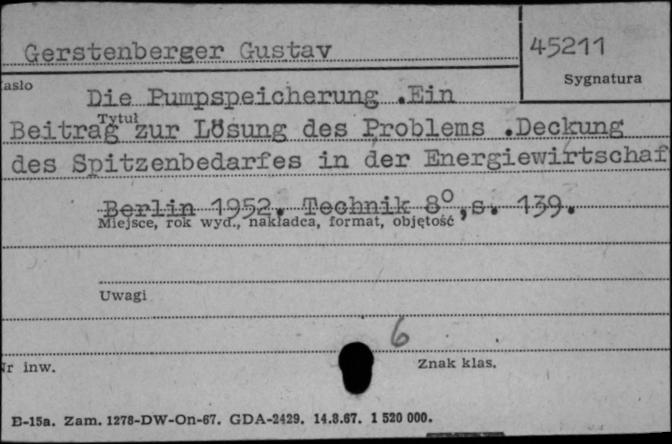 Gerstenberger Gustav
45211
asło
Sygnatura
Die Pumpspeicherung .Ein
Tytuł
Beitrag zur Lösung des Problems .Deckung
des Spitzenbedarfes in der Energiewirtschaf
Berlin 1952. Technik 8°,s. 139.
Miejsce, rok wyd., nakładca, format, objętość
Uwagi
6
Nr inw.
Znak klas.
E-15a. Zam. 1278-DW-On-67. GDA-2429. 14.8.67. 1 520 000.